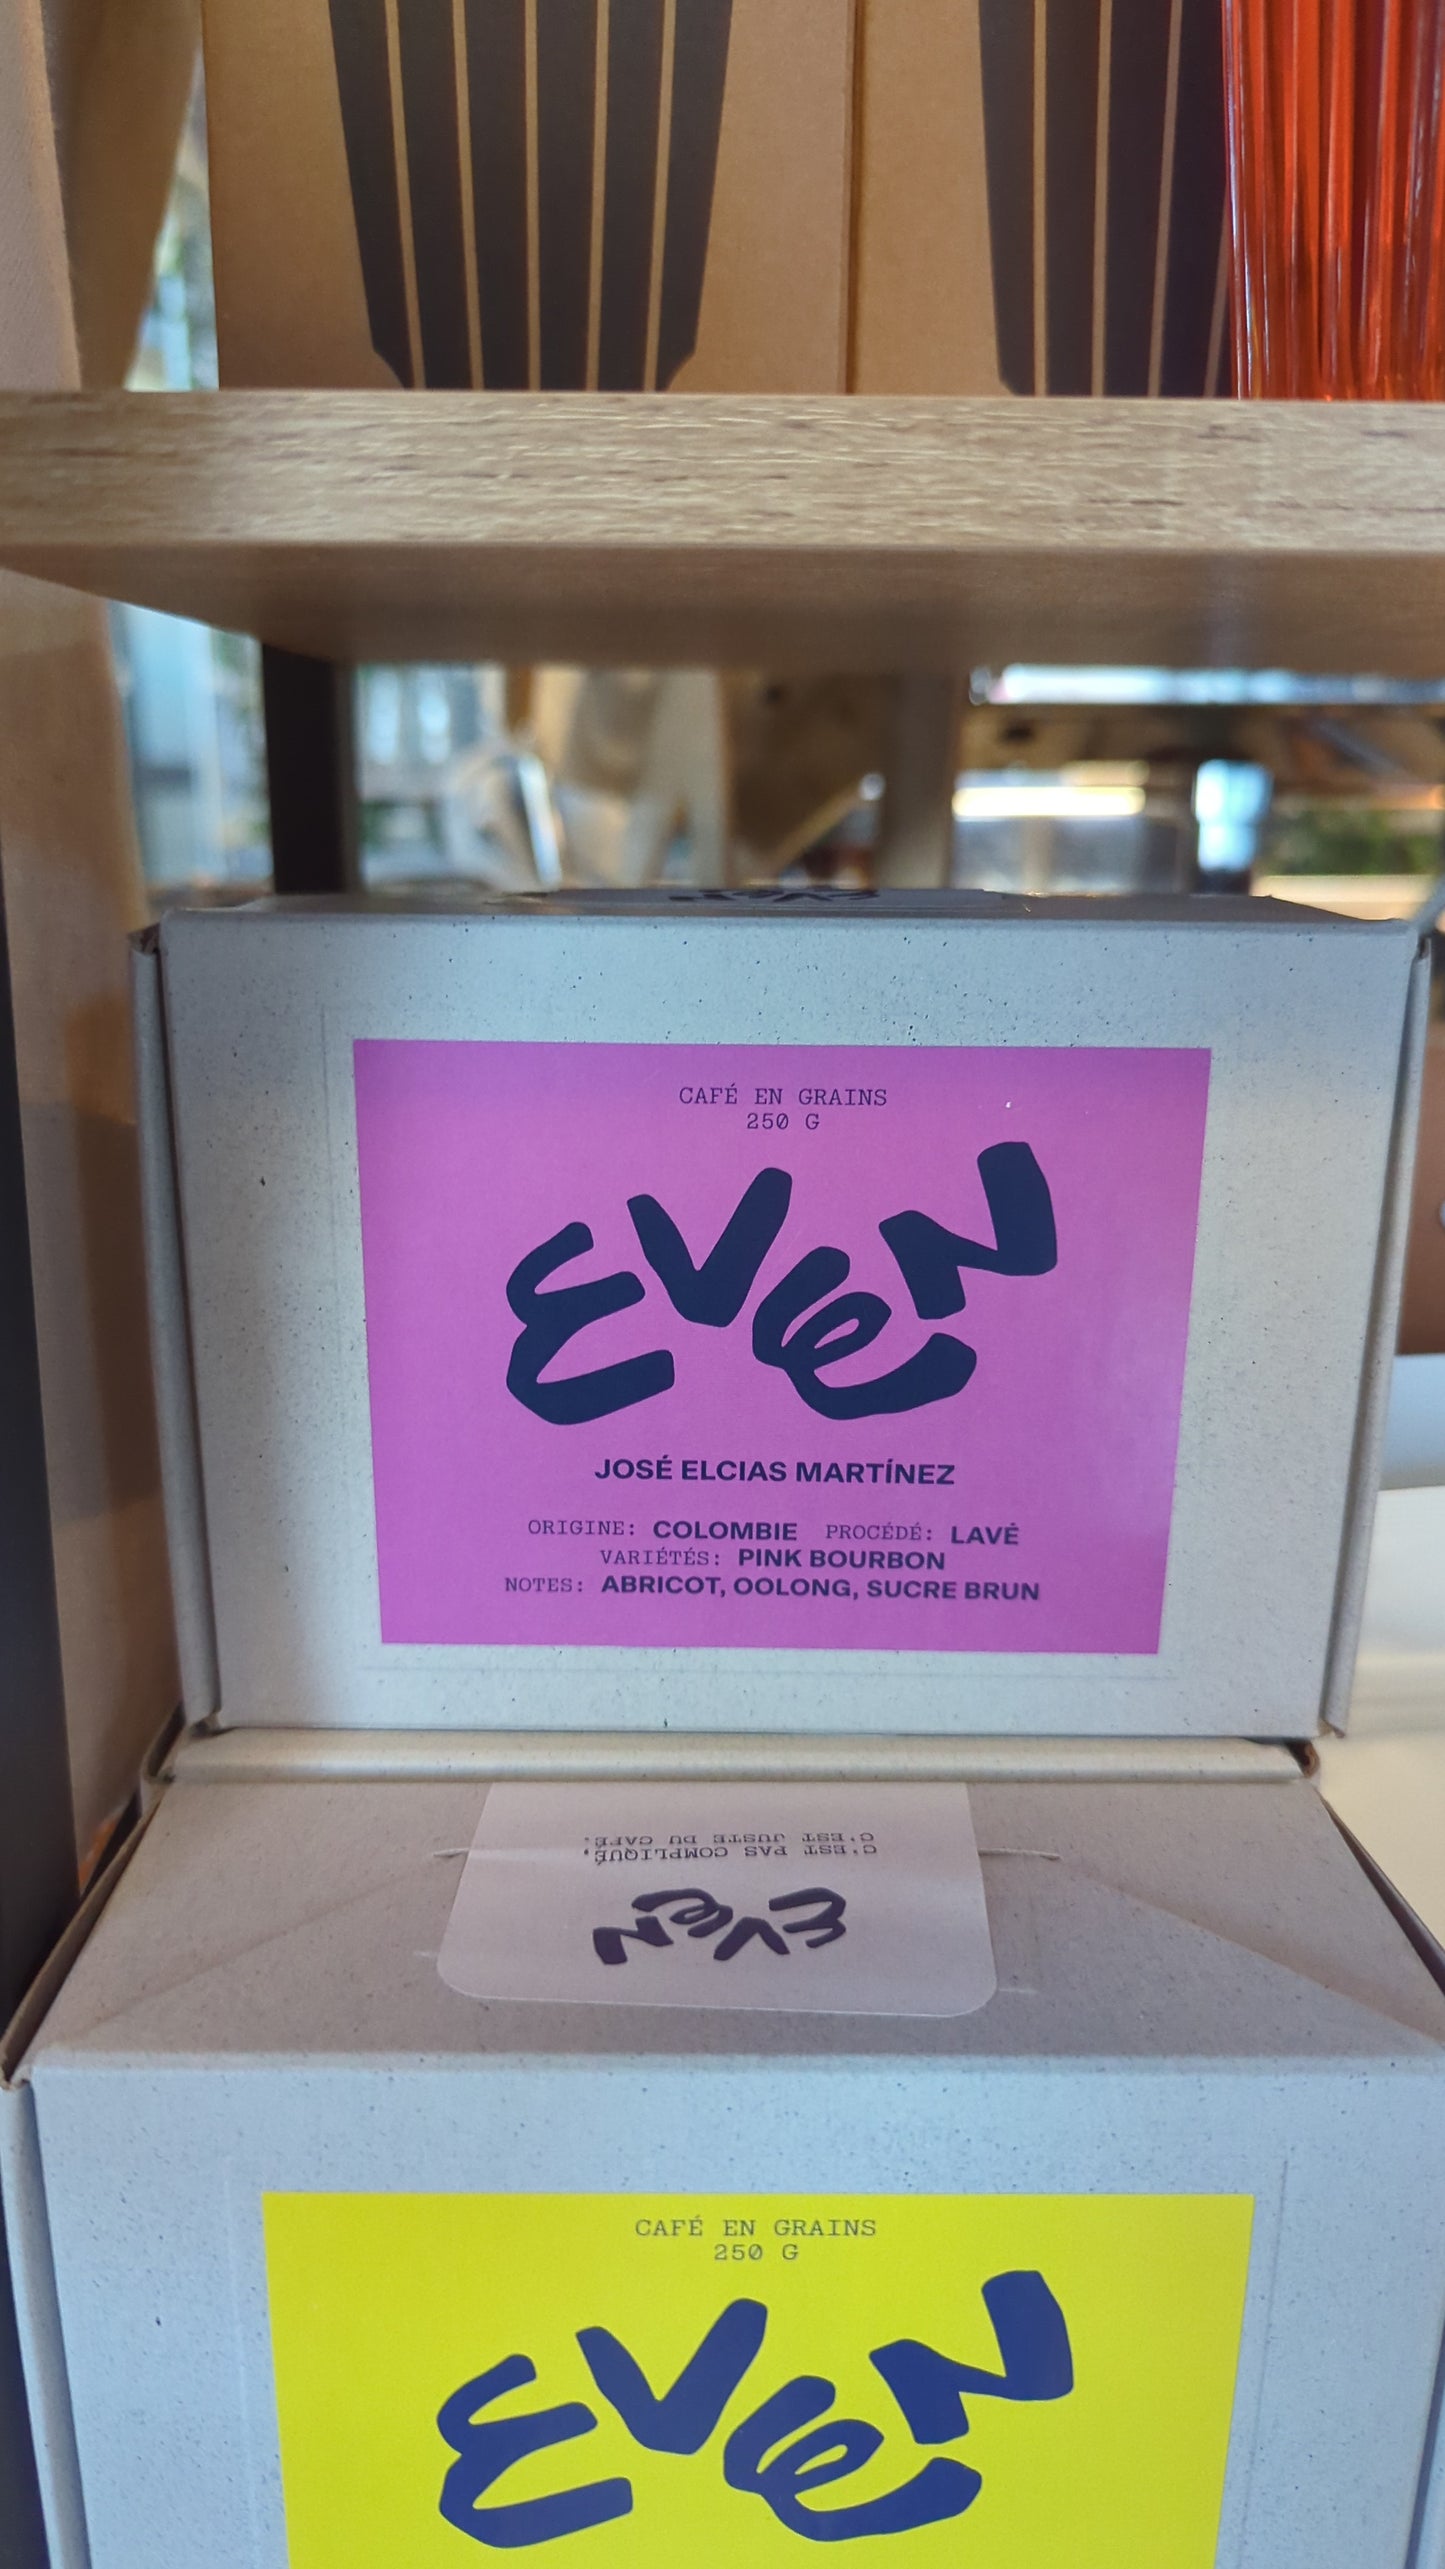 CAFÉ EN GRAINS
250 G
EVEN
JOSÉ ELCIAS MARTÍNEZ
ORIGINE: COLOMBIE PROCÉDÉ: LAVÉ
VARIÉTÉS: PINK BOURBON
NOTES: ABRICOT, OOLONG, SUCRE BRUN
EVEN
C'EST PAS COMPLIQUÉ,
C'EST JUSTE DU CAFÉ.
CAFÉ EN GRAINS
250 G
EVEN